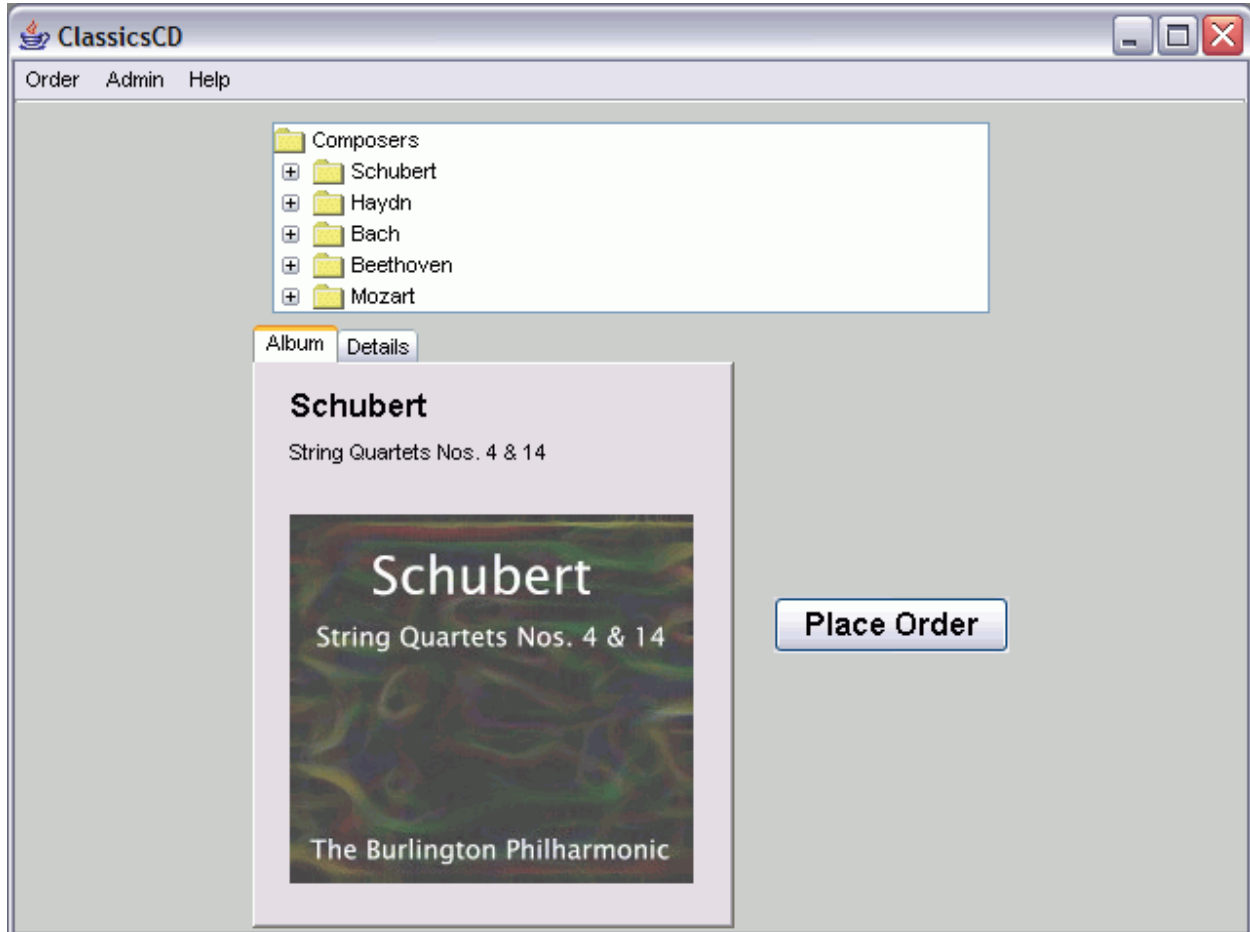 ClassicsCD
Order Admin Help
Composers
Schubert
Haydn
Bach
Beethoven
Mozart
Album Details
Schubert
String Quartets Nos. 4 & 14
Schubert
String Quartets Nos. 4 & 14
Place Order
The Burlington Philharmonic